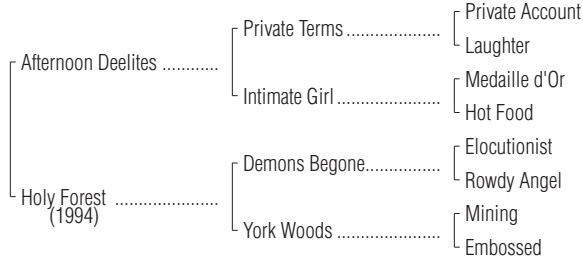 Private Account
Private Terms ....................
Laughter
Afternoon Deelites ............
Medaille d'Or
Intimate Girl ......................
Hot Food
Elocutionist
Demons Begone................
Rowdy Angel
Holy Forest ......................
(1994)
Mining
York Woods ......................
Embossed